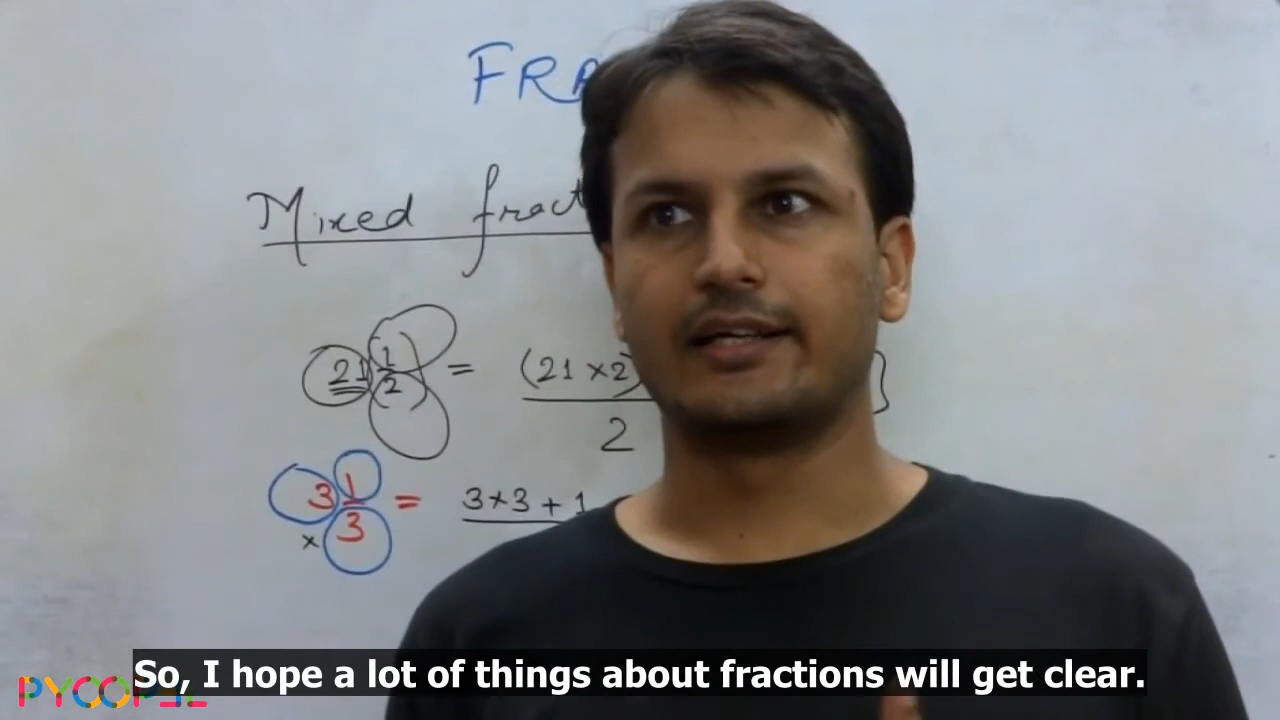 FRA
Mixed fract
21 1/2 = (21 × 2) / 2
3 1/3 = 3×3 + 1
×
So, I hope a lot of things about fractions will get clear.
PYCOP